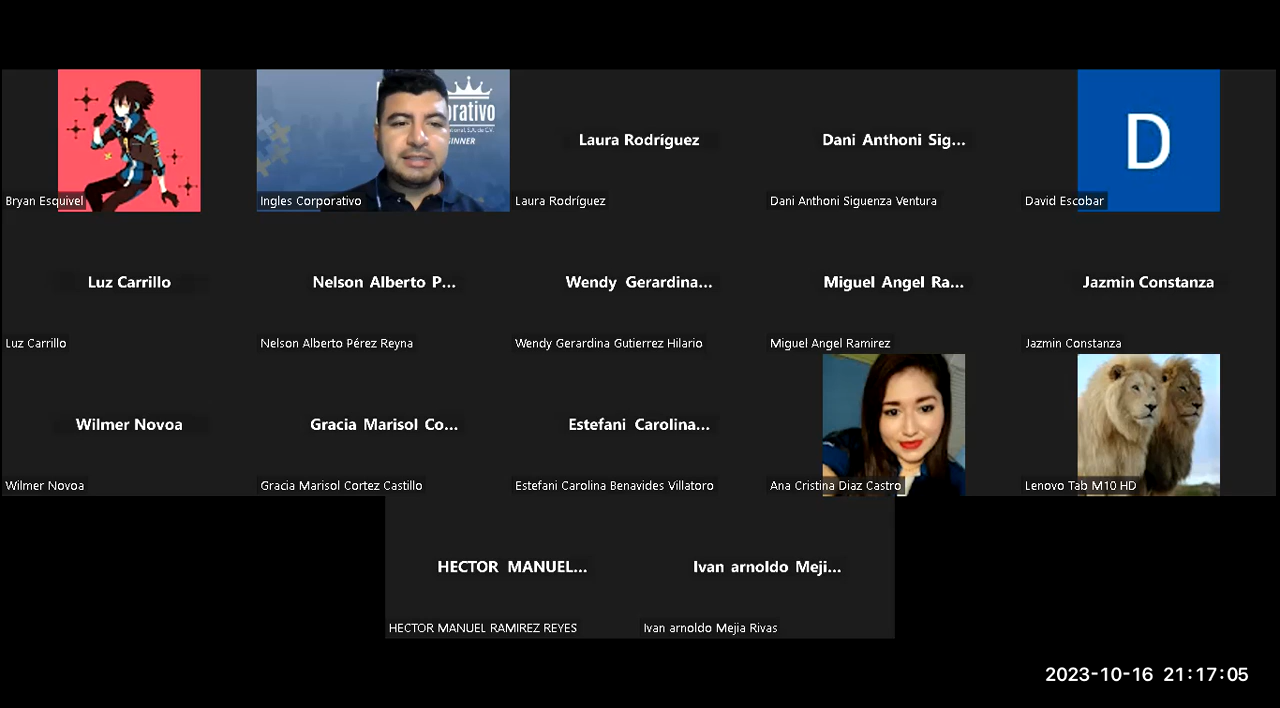 orativo
national, S.A. de C.V.
GINNER
Laura Rodríguez
Dani Anthoni Sig...
D
Bryan Esquivel
Ingles Corporativo
Laura Rodríguez
Dani Anthoni Siguenza Ventura
David Escobar
Luz Carrillo
Nelson Alberto P...
Wendy Gerardina...
Miguel Angel Ra...
Jazmin Constanza
Luz Carrillo
Nelson Alberto Pérez Reyna
Wendy Gerardina Gutierrez Hilario
Miguel Angel Ramirez
Jazmin Constanza
Wilmer Novoa
Gracia Marisol Co...
Estefani Carolina...
Wilmer Novoa
Gracia Marisol Cortez Castillo
Estefani Carolina Benavides Villatoro
Ana Cristina Diaz Castro
Lenovo Tab M10 HD
HECTOR MANUEL...
Ivan arnoldo Meji...
HECTOR MANUEL RAMIREZ REYES
Ivan arnoldo Mejia Rivas
2023-10-16 21:17:05